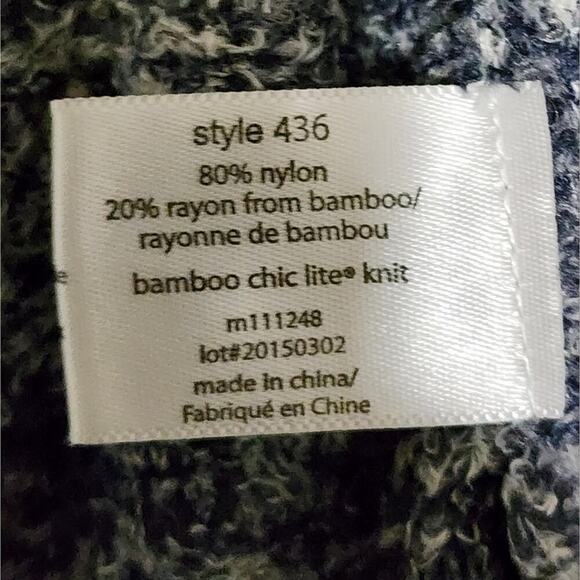 style 436
80% nylon
20% rayon from bamboo/
rayonne de bambou
bamboo chic lite® knit
rn111248
lot#20150302
made in china/
Fabriqué en Chine